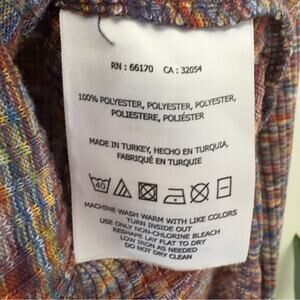 RN : 66170 CA : 32054
100% POLYESTER, POLYESTER, POLYESTER,
POLIESTERE, POLIÉSTER
MADE IN TURKEY, HECHO EN TURQUIA,
FABRIQUÉ EN TURQUIE
40
MACHINE WASH WARM WITH LIKE COLORS
TURN INSIDE OUT
USE ONLY NON-CHLORINE BLEACH
RESHAPE LAY FLAT TO DRY
LOW IRON AS NEEDED
DO NOT DRY CLEAN